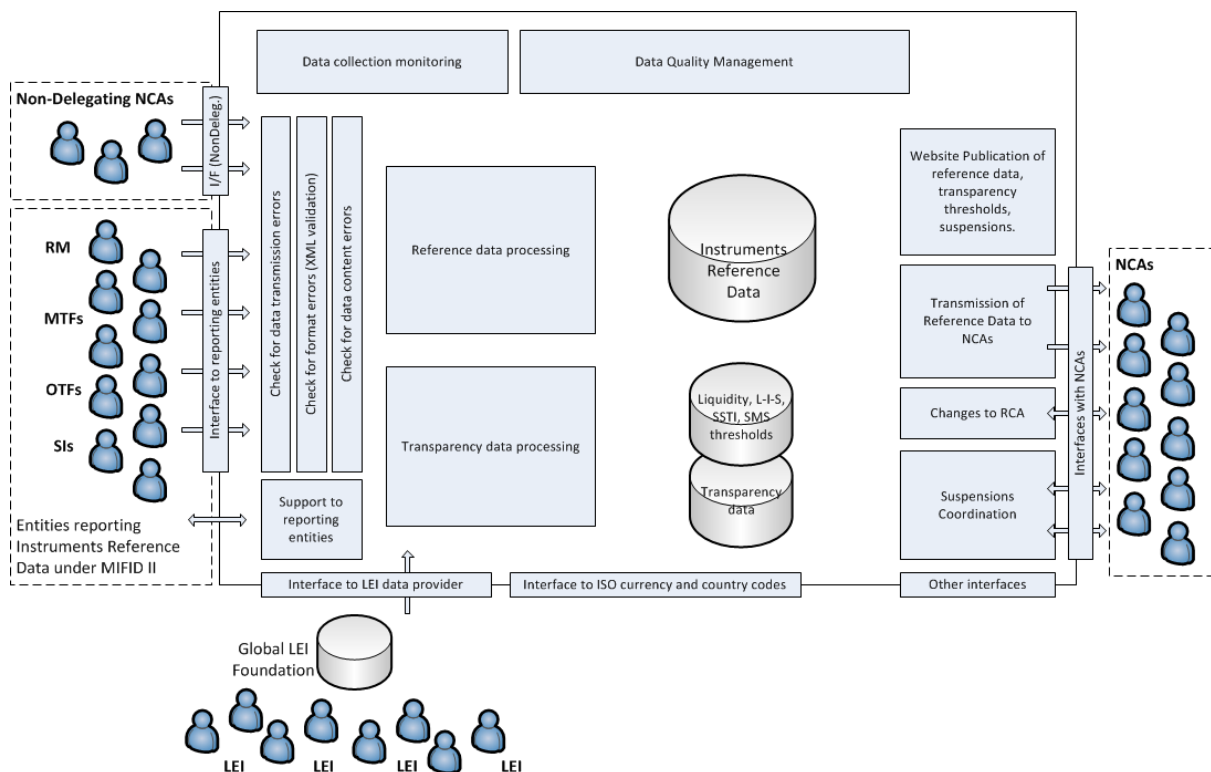 Data collection monitoring
Data Quality Management
Non-Delegating NCAs
I/F (NonDeleg.)
RM
MTFs
OTFs
SIs
Entities reporting
Instruments Reference
Data under MIFID II
Interface to reporting entities
Check for data transmission errors
Check for format errors (XML validation)
Check for data content errors
Support to
reporting
entities
Reference data processing
Transparency data processing
Instruments
Reference
Data
Liquidity, L-I-S,
SSTI, SMS
thresholds
Transparency
data
Website Publication of
reference data,
transparency
thresholds,
suspensions.
Transmission of
Reference Data to
NCAs
Changes to RCA
Suspensions
Coordination
Interfaces with NCAs
NCAs
Interface to LEI data provider
Interface to ISO currency and country codes
Other interfaces
Global LEI
Foundation
LEI
LEI
LEI
LEI